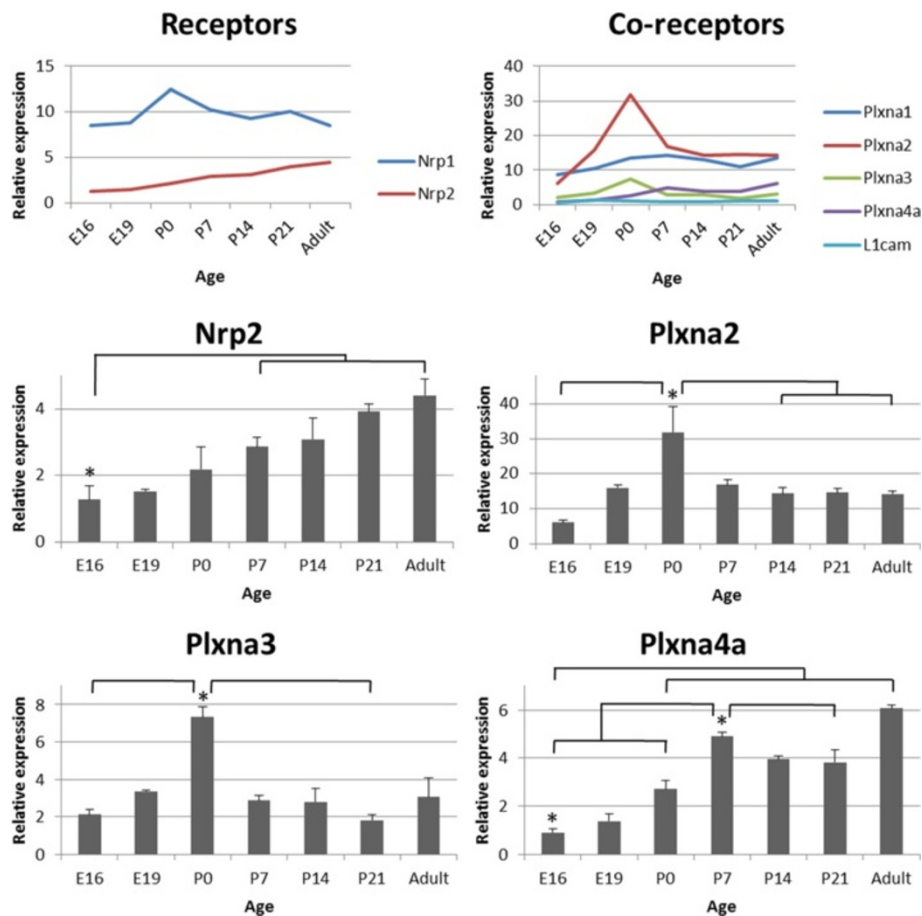 Receptors
Relative expression
15
10
5
0
E16 E19 P0 P7 P14 P21 Adult
Age
Nrp1
Nrp2
Co-receptors
Relative expression
40
30
20
10
0
E16 E19 P0 P7 P14 P21 Adult
Age
Plxna1
Plxna2
Plxna3
Plxna4a
L1cam
Nrp2
Relative expression
4
2
0
*
E16 E19 P0 P7 P14 P21 Adult
Age
Plxna2
Relative expression
40
30
20
10
0
*
E16 E19 P0 P7 P14 P21 Adult
Age
Plxna3
Relative expression
8
6
4
2
0
*
E16 E19 P0 P7 P14 P21 Adult
Age
Plxna4a
Relative expression
6
4
2
0
*
*
E16 E19 P0 P7 P14 P21 Adult
Age